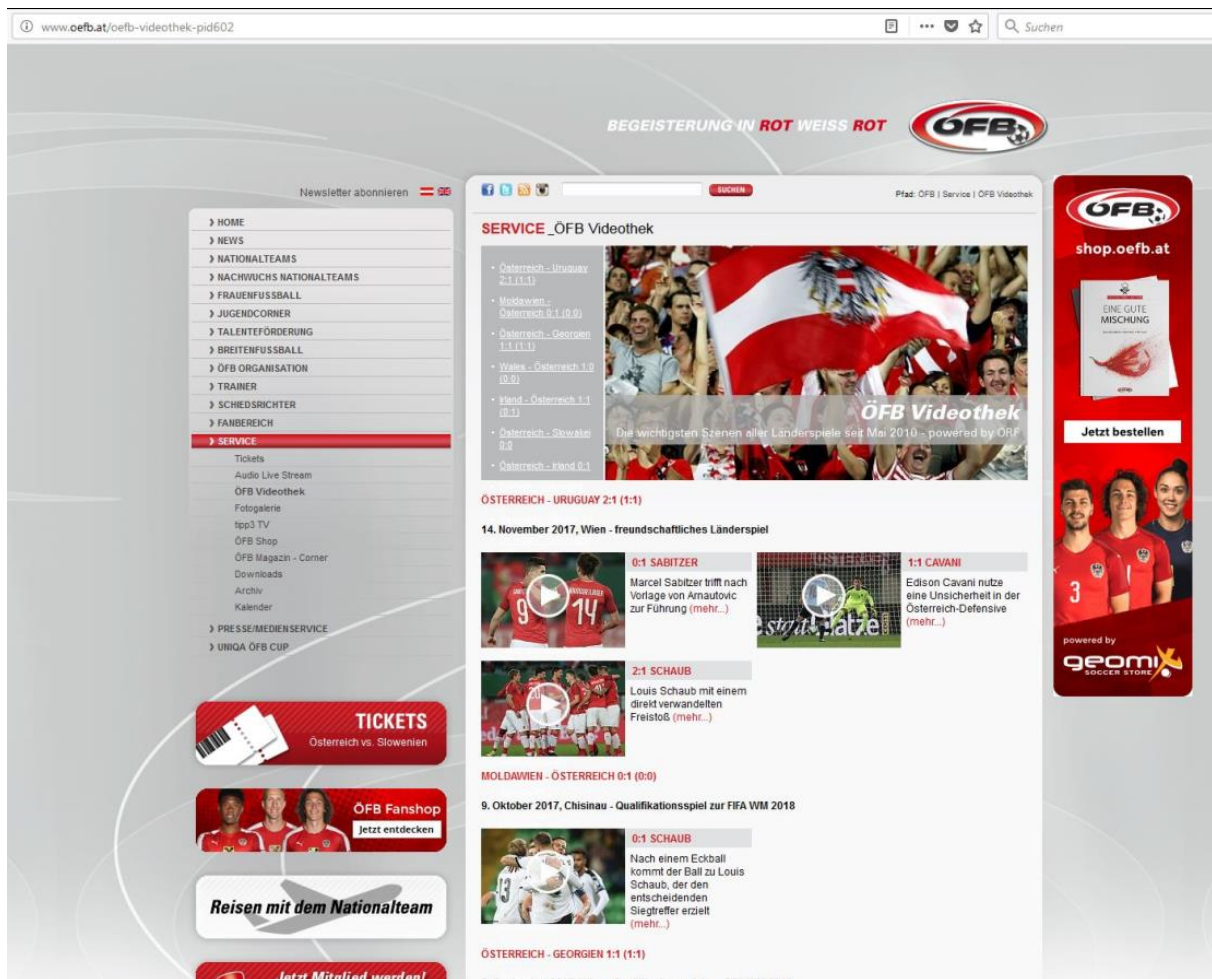 www.oefb.at/oefb-videothek-pid602
Suchen
BEGEISTERUNG IN ROT WEISS ROT
ÖFB
Newsletter abonnieren
HOME
NEWS
NATIONALTEAMS
NACHWUCHS NATIONALTEAMS
FRAUENFUSSBALL
JUGENDCORNER
TALENTEFÖRDERUNG
BREITENFUSSBALL
ÖFB ORGANISATION
TRAINER
SCHIEDSRICHTER
FANBEREICH
SERVICE
Tickets
Audio Live Stream
ÖFB Videothek
Fotogalerie
tipp3 TV
ÖFB Shop
ÖFB Magazin - Corner
Downloads
Archiv
Kalender
PRESSE/MEDIENSERVICE
UNIQA ÖFB CUP
TICKETS
Österreich vs. Slowenien
ÖFB Fanshop
Jetzt entdecken
Reisen mit dem Nationalteam
Jetzt Mitglied werden!
SUCHEN
Pfad: ÖFB | Service | ÖFB Videothek
SERVICE _ÖFB Videothek
Österreich - Uruguay
2:1 (1:1)
Moldawien -
Österreich 0:1 (0:0)
Österreich - Georgien
1:1 (1:1)
Wales - Österreich 1:0
(0:0)
Irland - Österreich 1:1
(0:1)
Österreich - Slowakei
0:0
Österreich - Irland 0:1
ÖFB Videothek
Die wichtigsten Szenen aller Länderspiele seit Mai 2010 - powered by ORF
ÖSTERREICH - URUGUAY 2:1 (1:1)
14. November 2017, Wien - freundschaftliches Länderspiel
9
14
0:1 SABITZER
Marcel Sabitzer trifft nach
Vorlage von Arnautovic
zur Führung (mehr...)
1:1 CAVANI
Edison Cavani nutze
eine Unsicherheit in der
Österreich-Defensive
(mehr...)
2:1 SCHAUB
Louis Schaub mit einem
direkt verwandelten
Freistoß (mehr...)
MOLDAWIEN - ÖSTERREICH 0:1 (0:0)
9. Oktober 2017, Chisinau - Qualifikationsspiel zur FIFA WM 2018
13
0:1 SCHAUB
Nach einem Eckball
kommt der Ball zu Louis
Schaub, der den
entscheidenden
Siegtreffer erzielt
(mehr...)
ÖSTERREICH - GEORGIEN 1:1 (1:1)
ÖFB
shop.oefb.at
EINE GUTE
MISCHUNG
Jetzt bestellen
3
1
powered by
geomix
SOCCER STORE